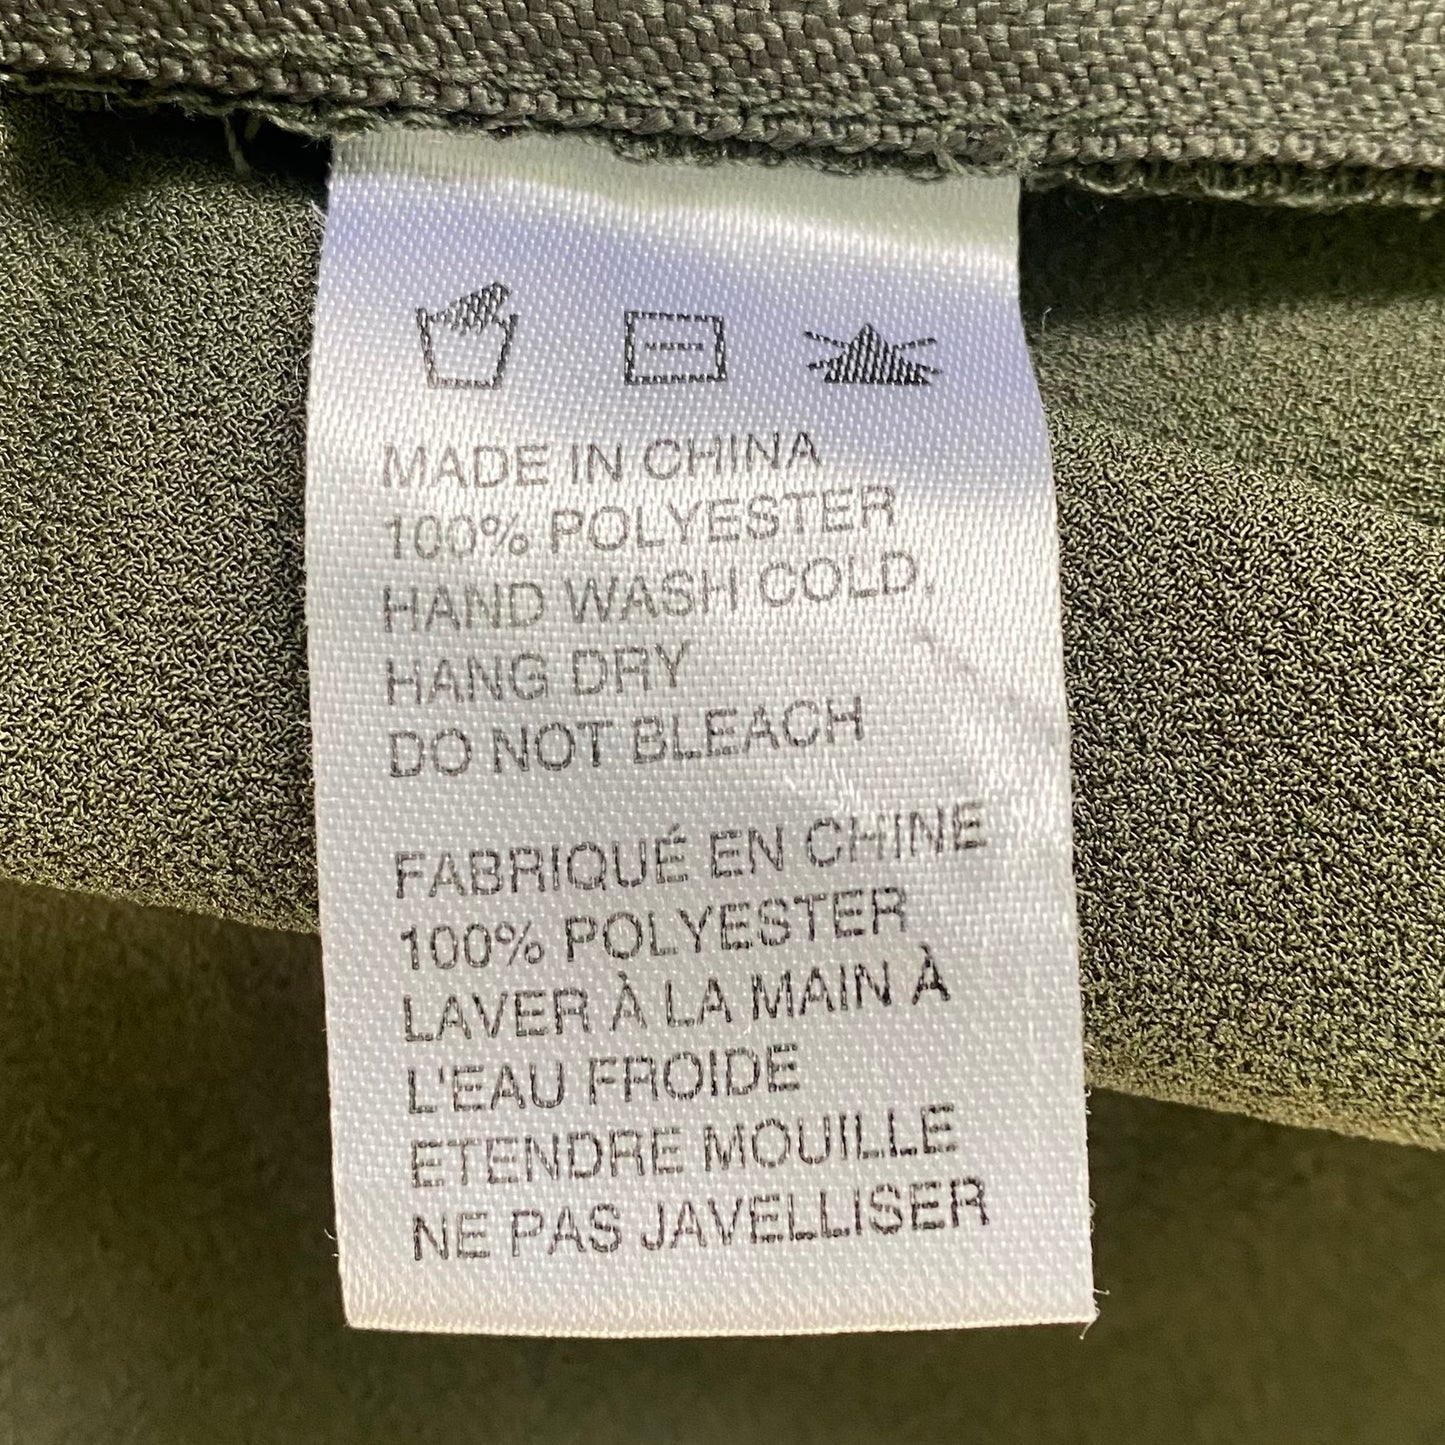 MADE IN CHINA
100% POLYESTER
HAND WASH COLD,
HANG DRY
DO NOT BLEACH
FABRIQUÉ EN CHINE
100% POLYESTER
LAVER À LA MAIN À
L'EAU FROIDE
ETENDRE MOUILLE
NE PAS JAVELLISER